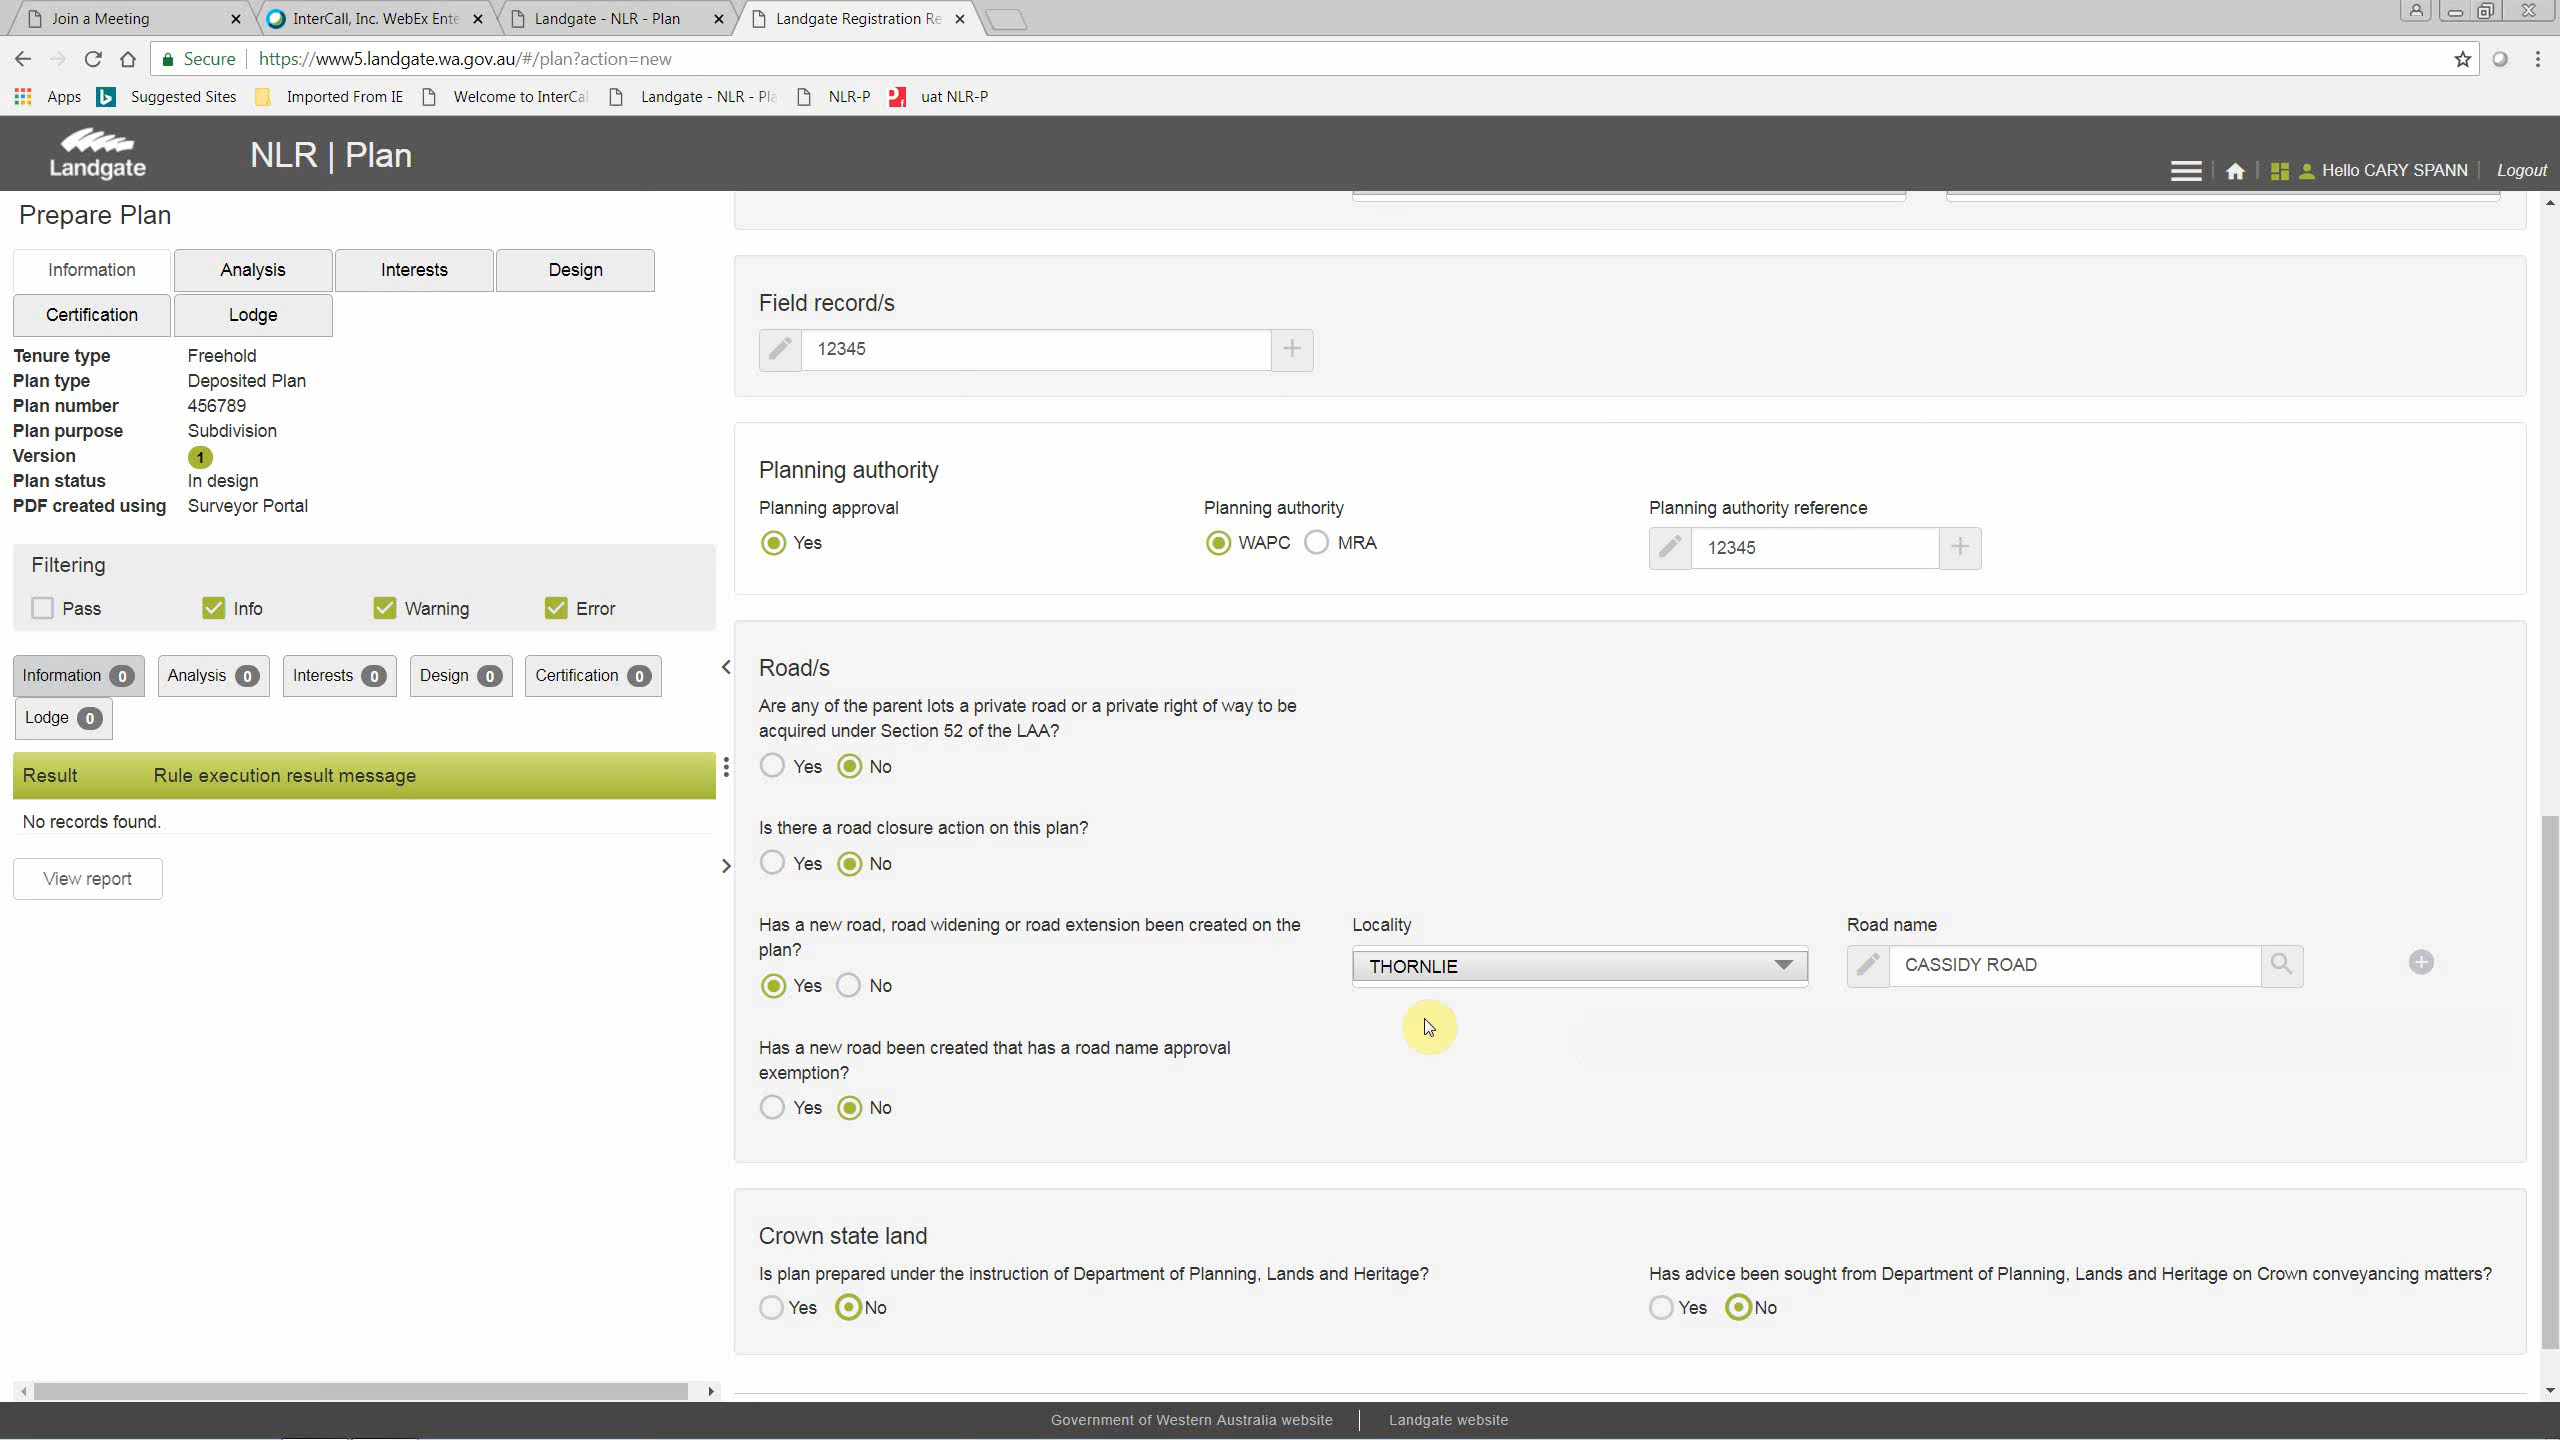 Join a Meeting
InterCall, Inc. WebEx Ente
Landgate - NLR - Plan
Landgate Registration Re
Secure
https://www5.landgate.wa.gov.au/#/plan?action=new
Apps
Suggested Sites
Imported From IE
Welcome to InterCal
Landgate - NLR - Pla
NLR-P
uat NLR-P
Landgate
NLR | Plan
Hello CARY SPANN
Logout
Prepare Plan
Information
Analysis
Interests
Design
Certification
Lodge
Tenure type Freehold
Plan type Deposited Plan
Plan number 456789
Plan purpose Subdivision
Version 1
Plan status In design
PDF created using Surveyor Portal
Filtering
Pass Info Warning Error
Information 0
Analysis 0
Interests 0
Design 0
Certification 0
Lodge 0
Result Rule execution result message
No records found.
View report
Field record/s
12345
Planning authority
Planning approval
Yes
Planning authority
WAPC MRA
Planning authority reference
12345
Road/s
Are any of the parent lots a private road or a private right of way to be
acquired under Section 52 of the LAA?
Yes No
Is there a road closure action on this plan?
Yes No
Has a new road, road widening or road extension been created on the
plan?
Yes No
Locality
THORNLIE
Road name
CASSIDY ROAD
Has a new road been created that has a road name approval
exemption?
Yes No
Crown state land
Is plan prepared under the instruction of Department of Planning, Lands and Heritage?
Yes No
Has advice been sought from Department of Planning, Lands and Heritage on Crown conveyancing matters?
Yes No
Government of Western Australia website
Landgate website